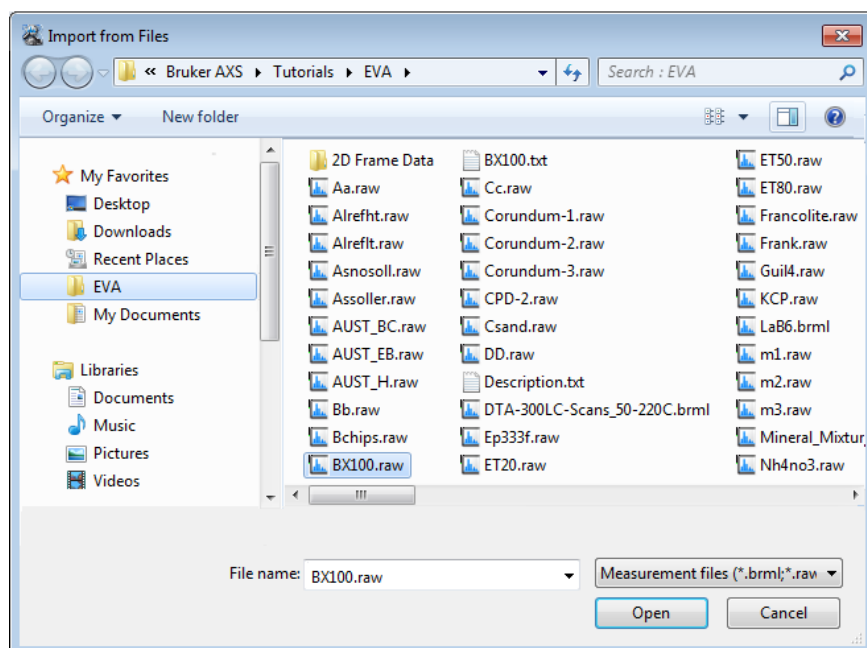 Import from Files
« Bruker AXS ▸ Tutorials ▸ EVA ▸
Search : EVA
Organize
New folder
My Favorites
Desktop
Downloads
Recent Places
EVA
My Documents
Libraries
Documents
Music
Pictures
Videos
2D Frame Data
Aa.raw
Alrefht.raw
Alreflt.raw
Asnosoll.raw
Assoller.raw
AUST_BC.raw
AUST_EB.raw
AUST_H.raw
Bb.raw
Bchips.raw
BX100.raw
BX100.txt
Cc.raw
Corundum-1.raw
Corundum-2.raw
Corundum-3.raw
CPD-2.raw
Csand.raw
DD.raw
Description.txt
DTA-300LC-Scans_50-220C.brml
Ep333f.raw
ET20.raw
ET50.raw
ET80.raw
Francolite.raw
Frank.raw
Guil4.raw
KCP.raw
LaB6.brml
m1.raw
m2.raw
m3.raw
Mineral_Mixtur
Nh4no3.raw
File name: BX100.raw
Measurement files (*.brml;*.raw
Open
Cancel